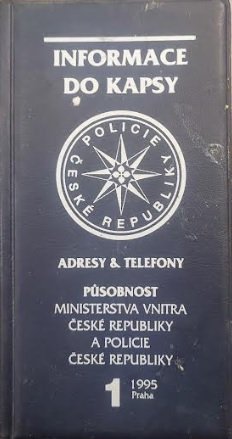 INFORMACE
DO KAPSY
POLICIE
ČESKÉ REPUBLIKY
ADRESY & TELEFONY
PŮSOBNOST
MINISTERSTVA VNITRA
ČESKÉ REPUBLIKY
A POLICIE
ČESKÉ REPUBLIKY
1 1995
Praha